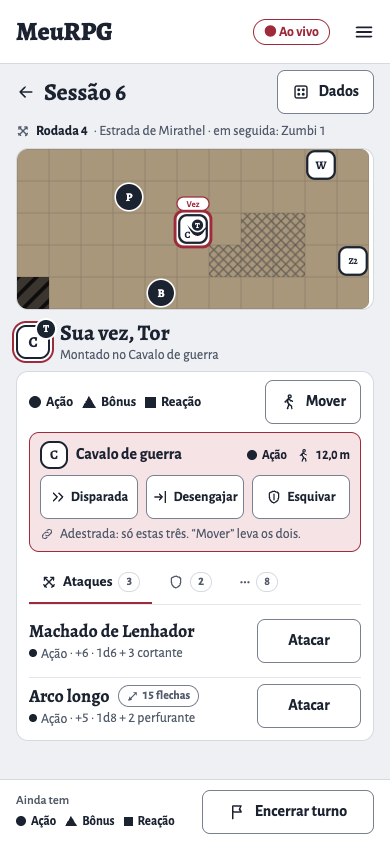 MeuRPG
Ao vivo
Sessão 6
Dados
Rodada 4 · Estrada de Mirathel · em seguida: Zumbi 1
W
P
Vez
T
C
Z2
B
T
C
Sua vez, Tor
Montado no Cavalo de guerra
Ação Bônus Reação
Mover
C Cavalo de guerra Ação 12,0 m
Disparada Desengajar Esquivar
Adestrada: só estas três. “Mover” leva os dois.
Ataques 3 2 ··· 8
Machado de Lenhador
Ação · +6 · 1d6 + 3 cortante
Atacar
Arco longo 15 flechas
Ação · +5 · 1d8 + 2 perfurante
Atacar
Ainda tem
Ação Bônus Reação
Encerrar turno